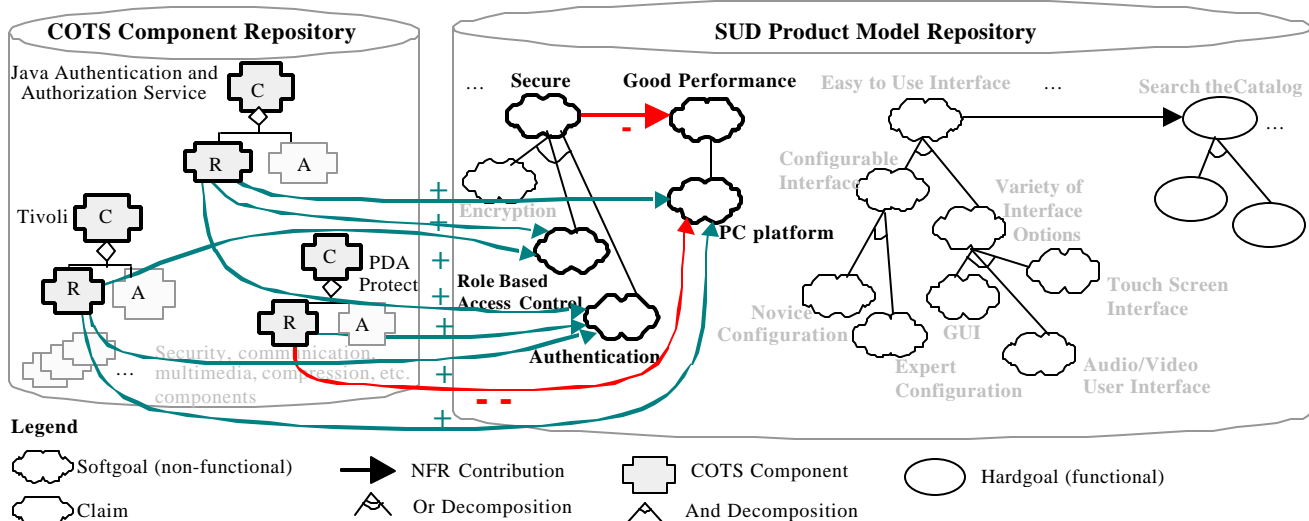 COTS Component Repository
SUD Product Model Repository
Java Authentication and
Authorization Service
C
R
A
Tivoli
C
R
A
C
PDA
Protect
R
A
...
Security, communication,
multimedia, compression, etc.
components
+
+
+
+
+
+
+
- -
...
Secure
-
Good Performance
Encryption
Role Based
Access Control
Authentication
PC platform
Easy to Use Interface
...
Search theCatalog
...
Configurable
Interface
Variety of
Interface
Options
Novice
Configuration
Expert
Configuration
GUI
Touch Screen
Interface
Audio/Video
User Interface
Legend
Softgoal (non-functional)
NFR Contribution
COTS Component
Hardgoal (functional)
Claim
Or Decomposition
And Decomposition